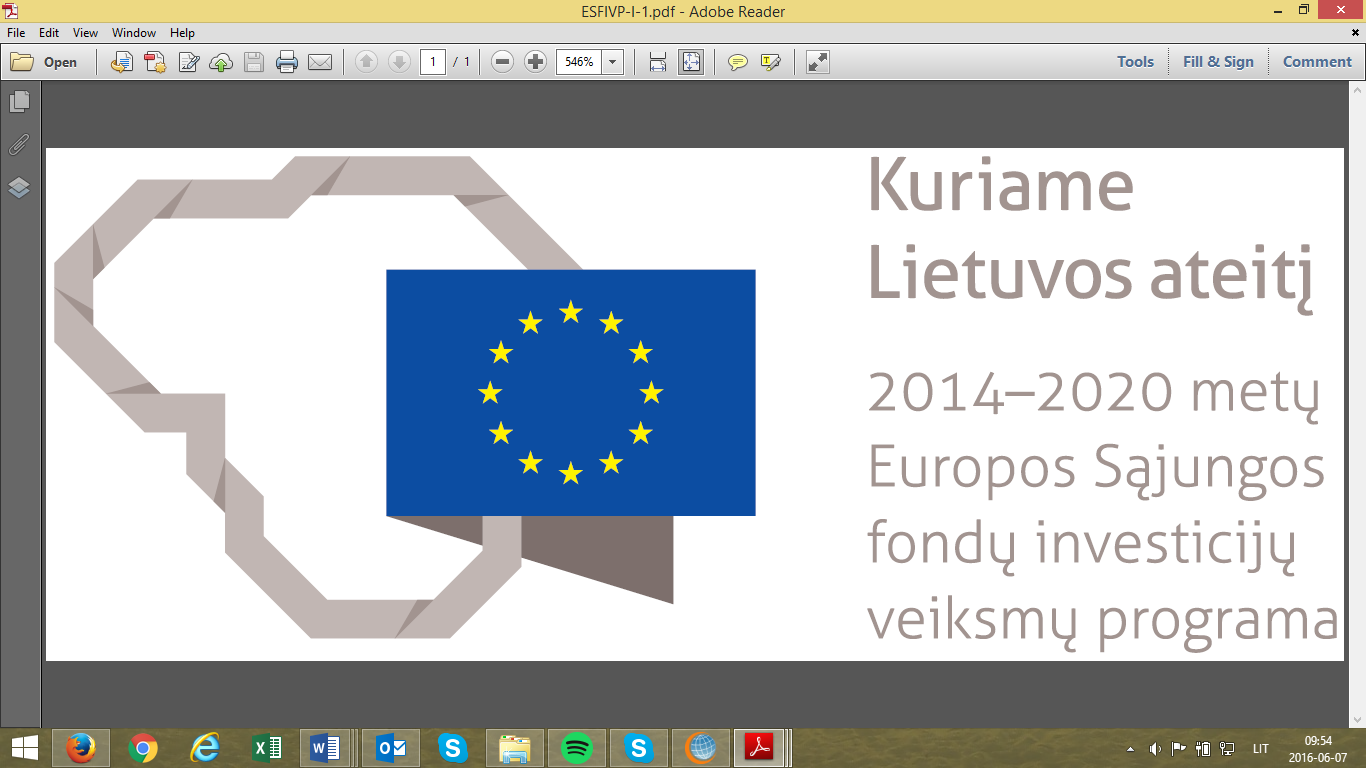 ESFIVP-I-1.pdf - Adobe Reader
File Edit View Window Help
Open 1 / 1 546% Tools Fill & Sign Comment
Kuriame
Lietuvos ateitį
2014–2020 metų
Europos Sąjungos
fondų investicijų
veiksmų programa
LIT 09:54
2016-06-07